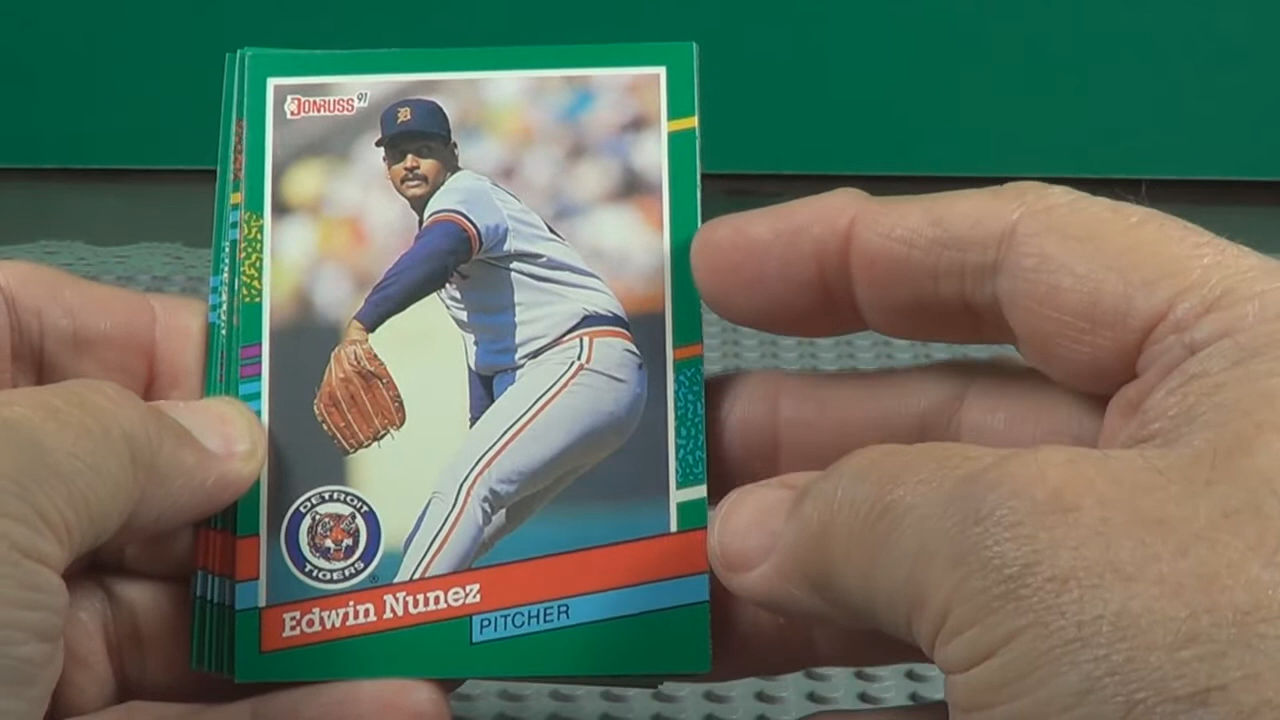 DONRUSS 91
DETROIT
TIGERS
®
Edwin Nunez
PITCHER